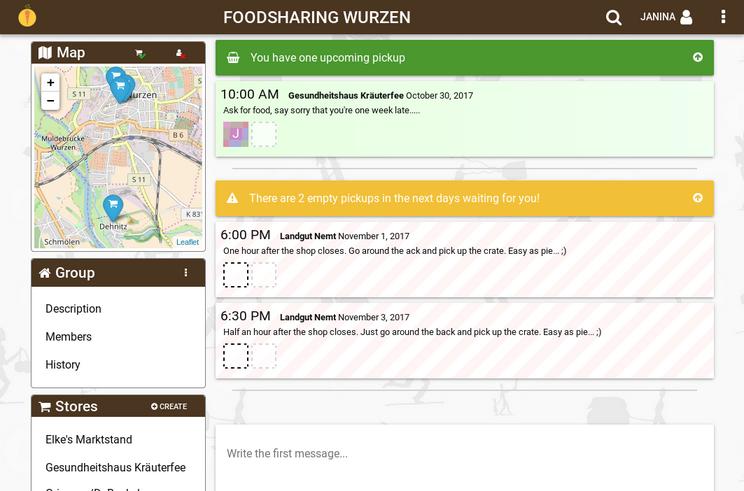 FOODSHARING WURZEN
JANINA
Map
+
−
S 11
Wurzen
Muldebrücke
Wurzen
B 6
S 11
K 83
Dehnitz
Schmölen
Leaflet
Group
Description
Members
History
Stores
CREATE
Elke's Marktstand
Gesundheitshaus Kräuterfee
You have one upcoming pickup
10:00 AM Gesundheitshaus Kräuterfee October 30, 2017
Ask for food, say sorry that you're one week late.....
J
There are 2 empty pickups in the next days waiting for you!
6:00 PM Landgut Nemt November 1, 2017
One hour after the shop closes. Go around the ack and pick up the crate. Easy as pie... ;)
6:30 PM Landgut Nemt November 3, 2017
Half an hour after the shop closes. Just go around the back and pick up the crate. Easy as pie... ;)
Write the first message...